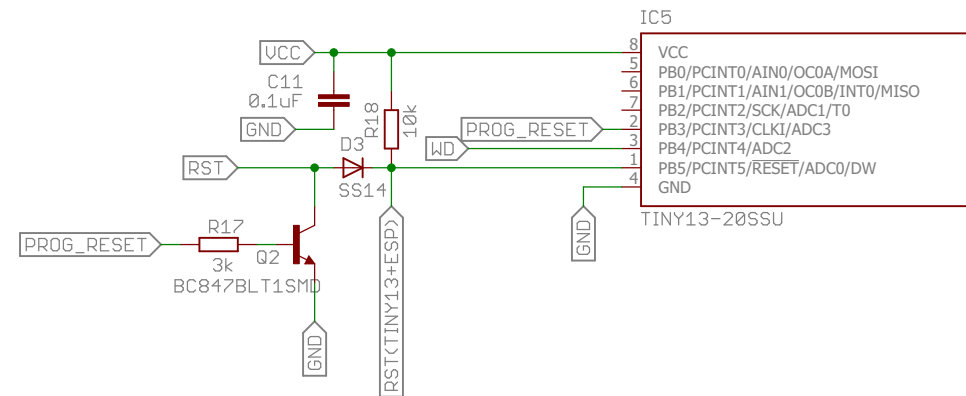 IC5
VCC
8
VCC
5
PB0/PCINT0/AIN0/OC0A/MOSI
C11
0.1uF
6
PB1/PCINT1/AIN1/OC0B/INT0/MISO
R18
10k
7
PB2/PCINT2/SCK/ADC1/T0
GND
PROG_RESET
2
PB3/PCINT3/CLKI/ADC3
D3
WD
3
PB4/PCINT4/ADC2
RST
1
PB5/PCINT5/RESET/ADC0/DW
SS14
4
GND
TINY13-20SSU
R17
PROG_RESET
GND
3k
Q2
BC847BLT1SMD
RST(TINY13+ESP)
GND